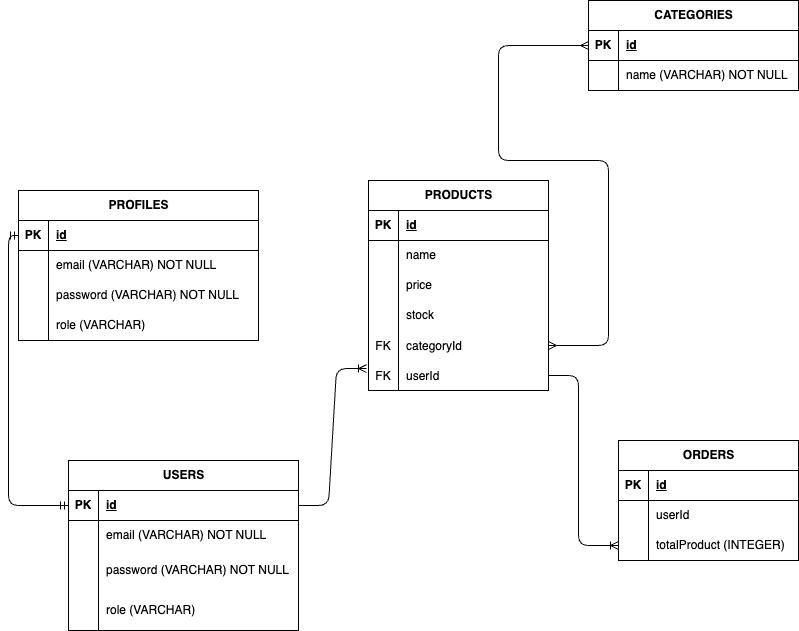 CATEGORIES
PK id
name (VARCHAR) NOT NULL
PROFILES
PK id
email (VARCHAR) NOT NULL
password (VARCHAR) NOT NULL
role (VARCHAR)
PRODUCTS
PK id
name
price
stock
FK categoryId
FK userId
USERS
PK id
email (VARCHAR) NOT NULL
password (VARCHAR) NOT NULL
role (VARCHAR)
ORDERS
PK id
userId
totalProduct (INTEGER)